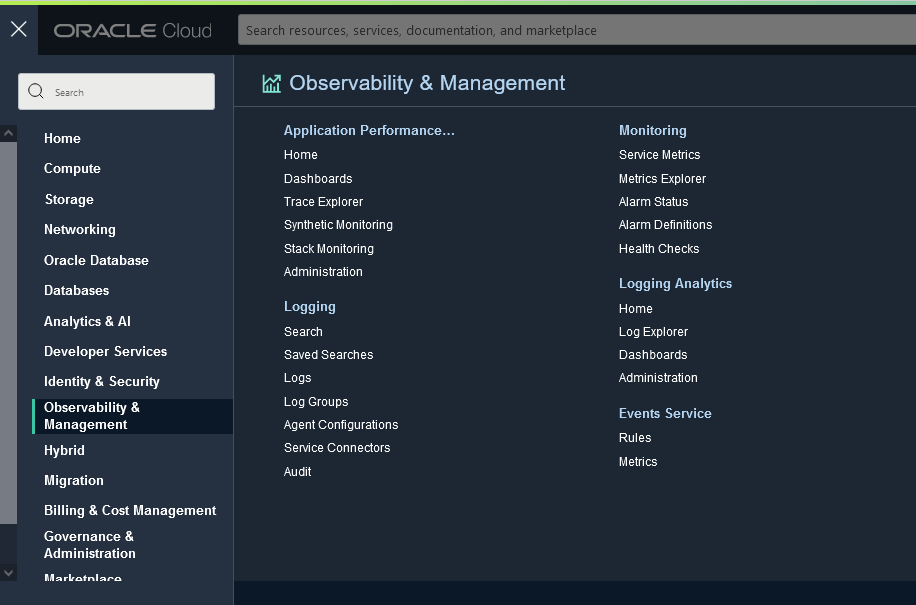 ORACLE Cloud
Search resources, services, documentation, and marketplace
Search
Home
Compute
Storage
Networking
Oracle Database
Databases
Analytics & AI
Developer Services
Identity & Security
Observability &
Management
Hybrid
Migration
Billing & Cost Management
Governance &
Administration
Marketplace
Observability & Management
Application Performance...
Home
Dashboards
Trace Explorer
Synthetic Monitoring
Stack Monitoring
Administration
Logging
Search
Saved Searches
Logs
Log Groups
Agent Configurations
Service Connectors
Audit
Monitoring
Service Metrics
Metrics Explorer
Alarm Status
Alarm Definitions
Health Checks
Logging Analytics
Home
Log Explorer
Dashboards
Administration
Events Service
Rules
Metrics